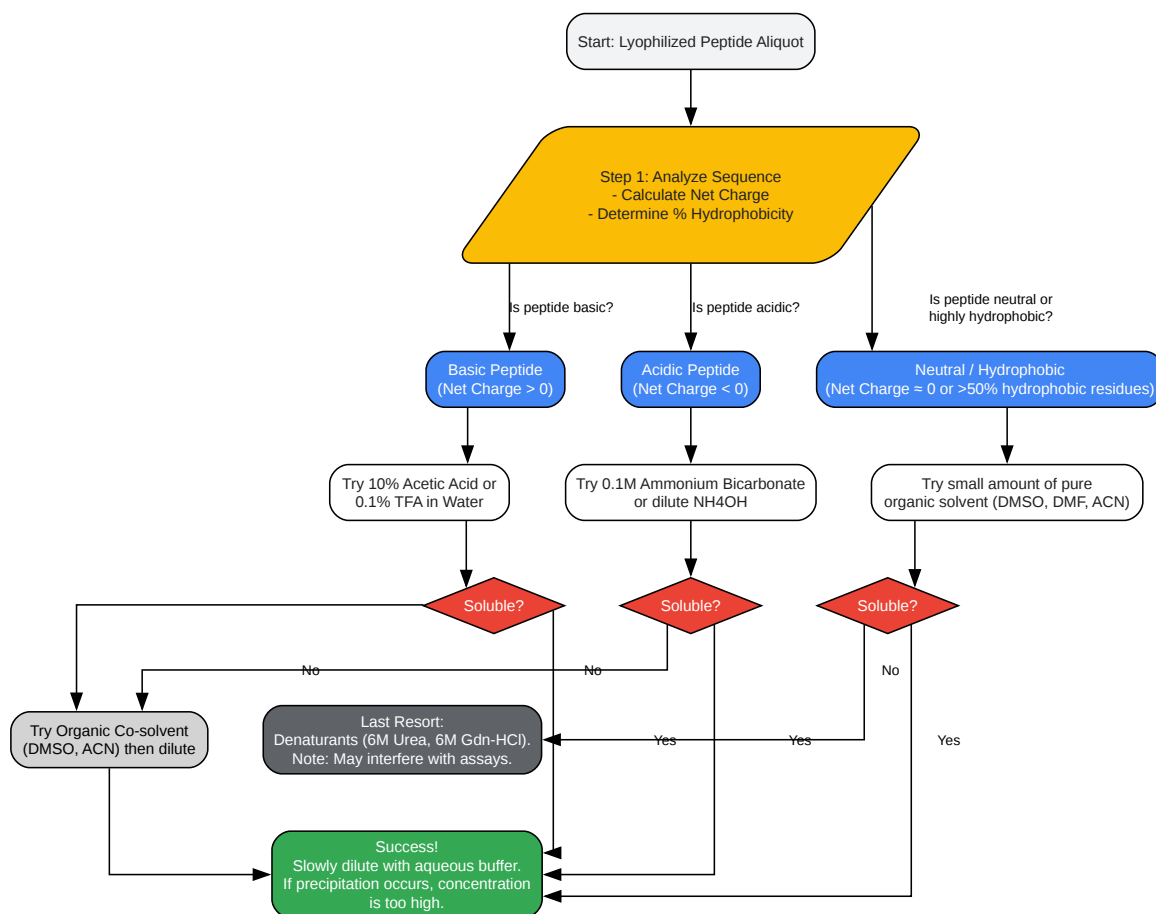 Start: Lyophilized Peptide Aliquot
Step 1: Analyze Sequence
- Calculate Net Charge
- Determine % Hydrophobicity
Is peptide basic?
Is peptide acidic?
Is peptide neutral or
highly hydrophobic?
Basic Peptide
(Net Charge > 0)
Acidic Peptide
(Net Charge < 0)
Neutral / Hydrophobic
(Net Charge ≈ 0 or >50% hydrophobic residues)
Try 10% Acetic Acid or
0.1% TFA in Water
Try 0.1M Ammonium Bicarbonate
or dilute NH4OH
Try small amount of pure
organic solvent (DMSO, DMF, ACN)
Soluble?
Soluble?
Soluble?
No
No
No
Try Organic Co-solvent
(DMSO, ACN) then dilute
Last Resort:
Denaturants (6M Urea, 6M Gdn-HCl).
Note: May interfere with assays.
Yes
Yes
Yes
Success!
Slowly dilute with aqueous buffer.
If precipitation occurs, concentration
is too high.